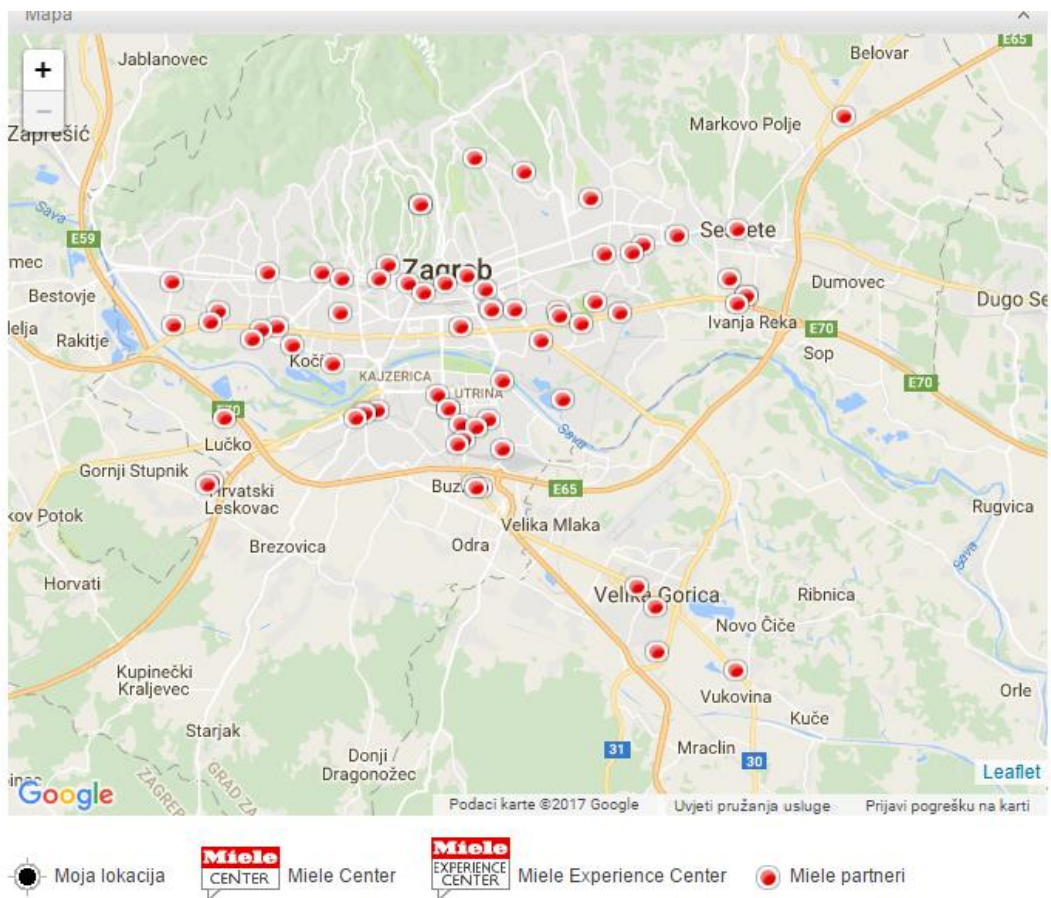 Mapa
+
−
Jablanovec
Belovar
E65
Zaprešić
Markovo Polje
Sava
E59
Zagreb
Dumovec
Bestovje
Dugo Se
Rakitje
Ivanja Reka
E70
Sop
KAJZERICA
UTRINA
E70
Lučko
Sava
Gornji Stupnik
E65
Hrvatski
Leskovac
Rugvica
Velika Mlaka
Brezovica
Odra
Sava
Horvati
Velika Gorica
Ribnica
Novo Čiče
Kupinečki
Kraljevec
Vukovina
Orle
Kuče
Starjak
31
Mraclin
30
Donji
Dragonožec
Leaflet
Google
Podaci karte ©2017 Google
Uvjeti pružanja usluge
Prijavi pogrešku na karti
Moja lokacija
Miele
CENTER
Miele Center
Miele
EXPERIENCE
CENTER
Miele Experience Center
Miele partneri